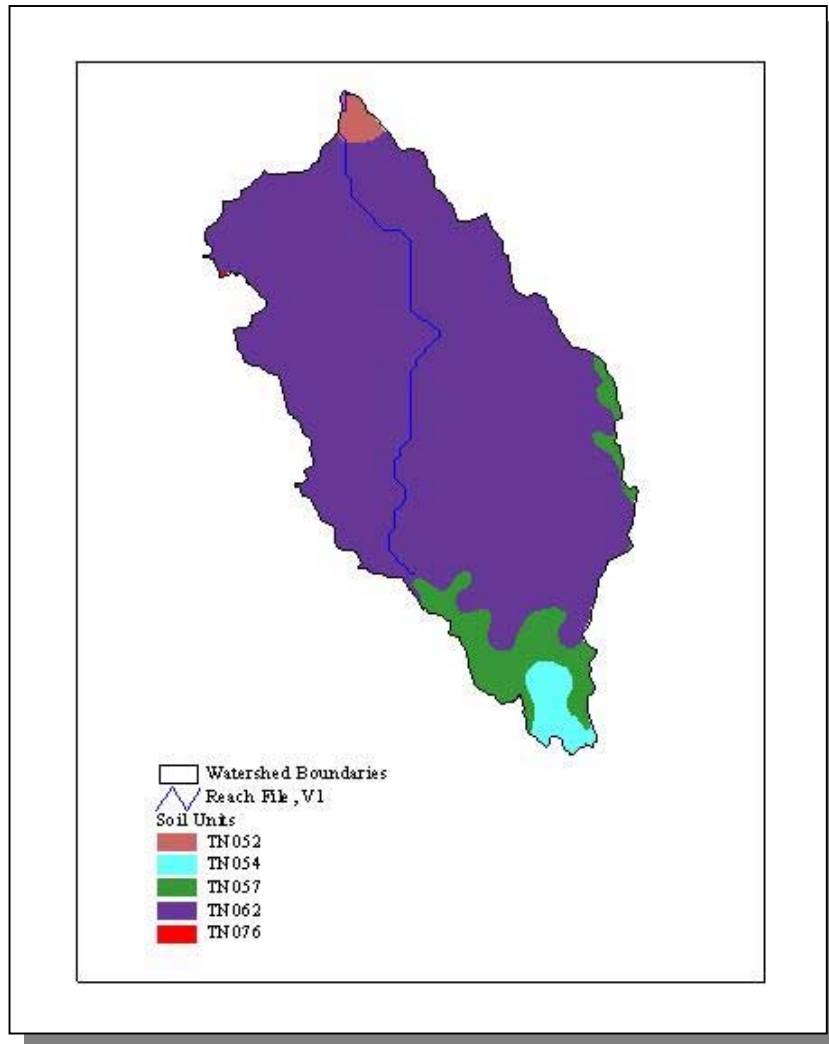 Watershed Boundaries
Reach File, V1
Soil Units
TN052
TN054
TN057
TN062
TN076